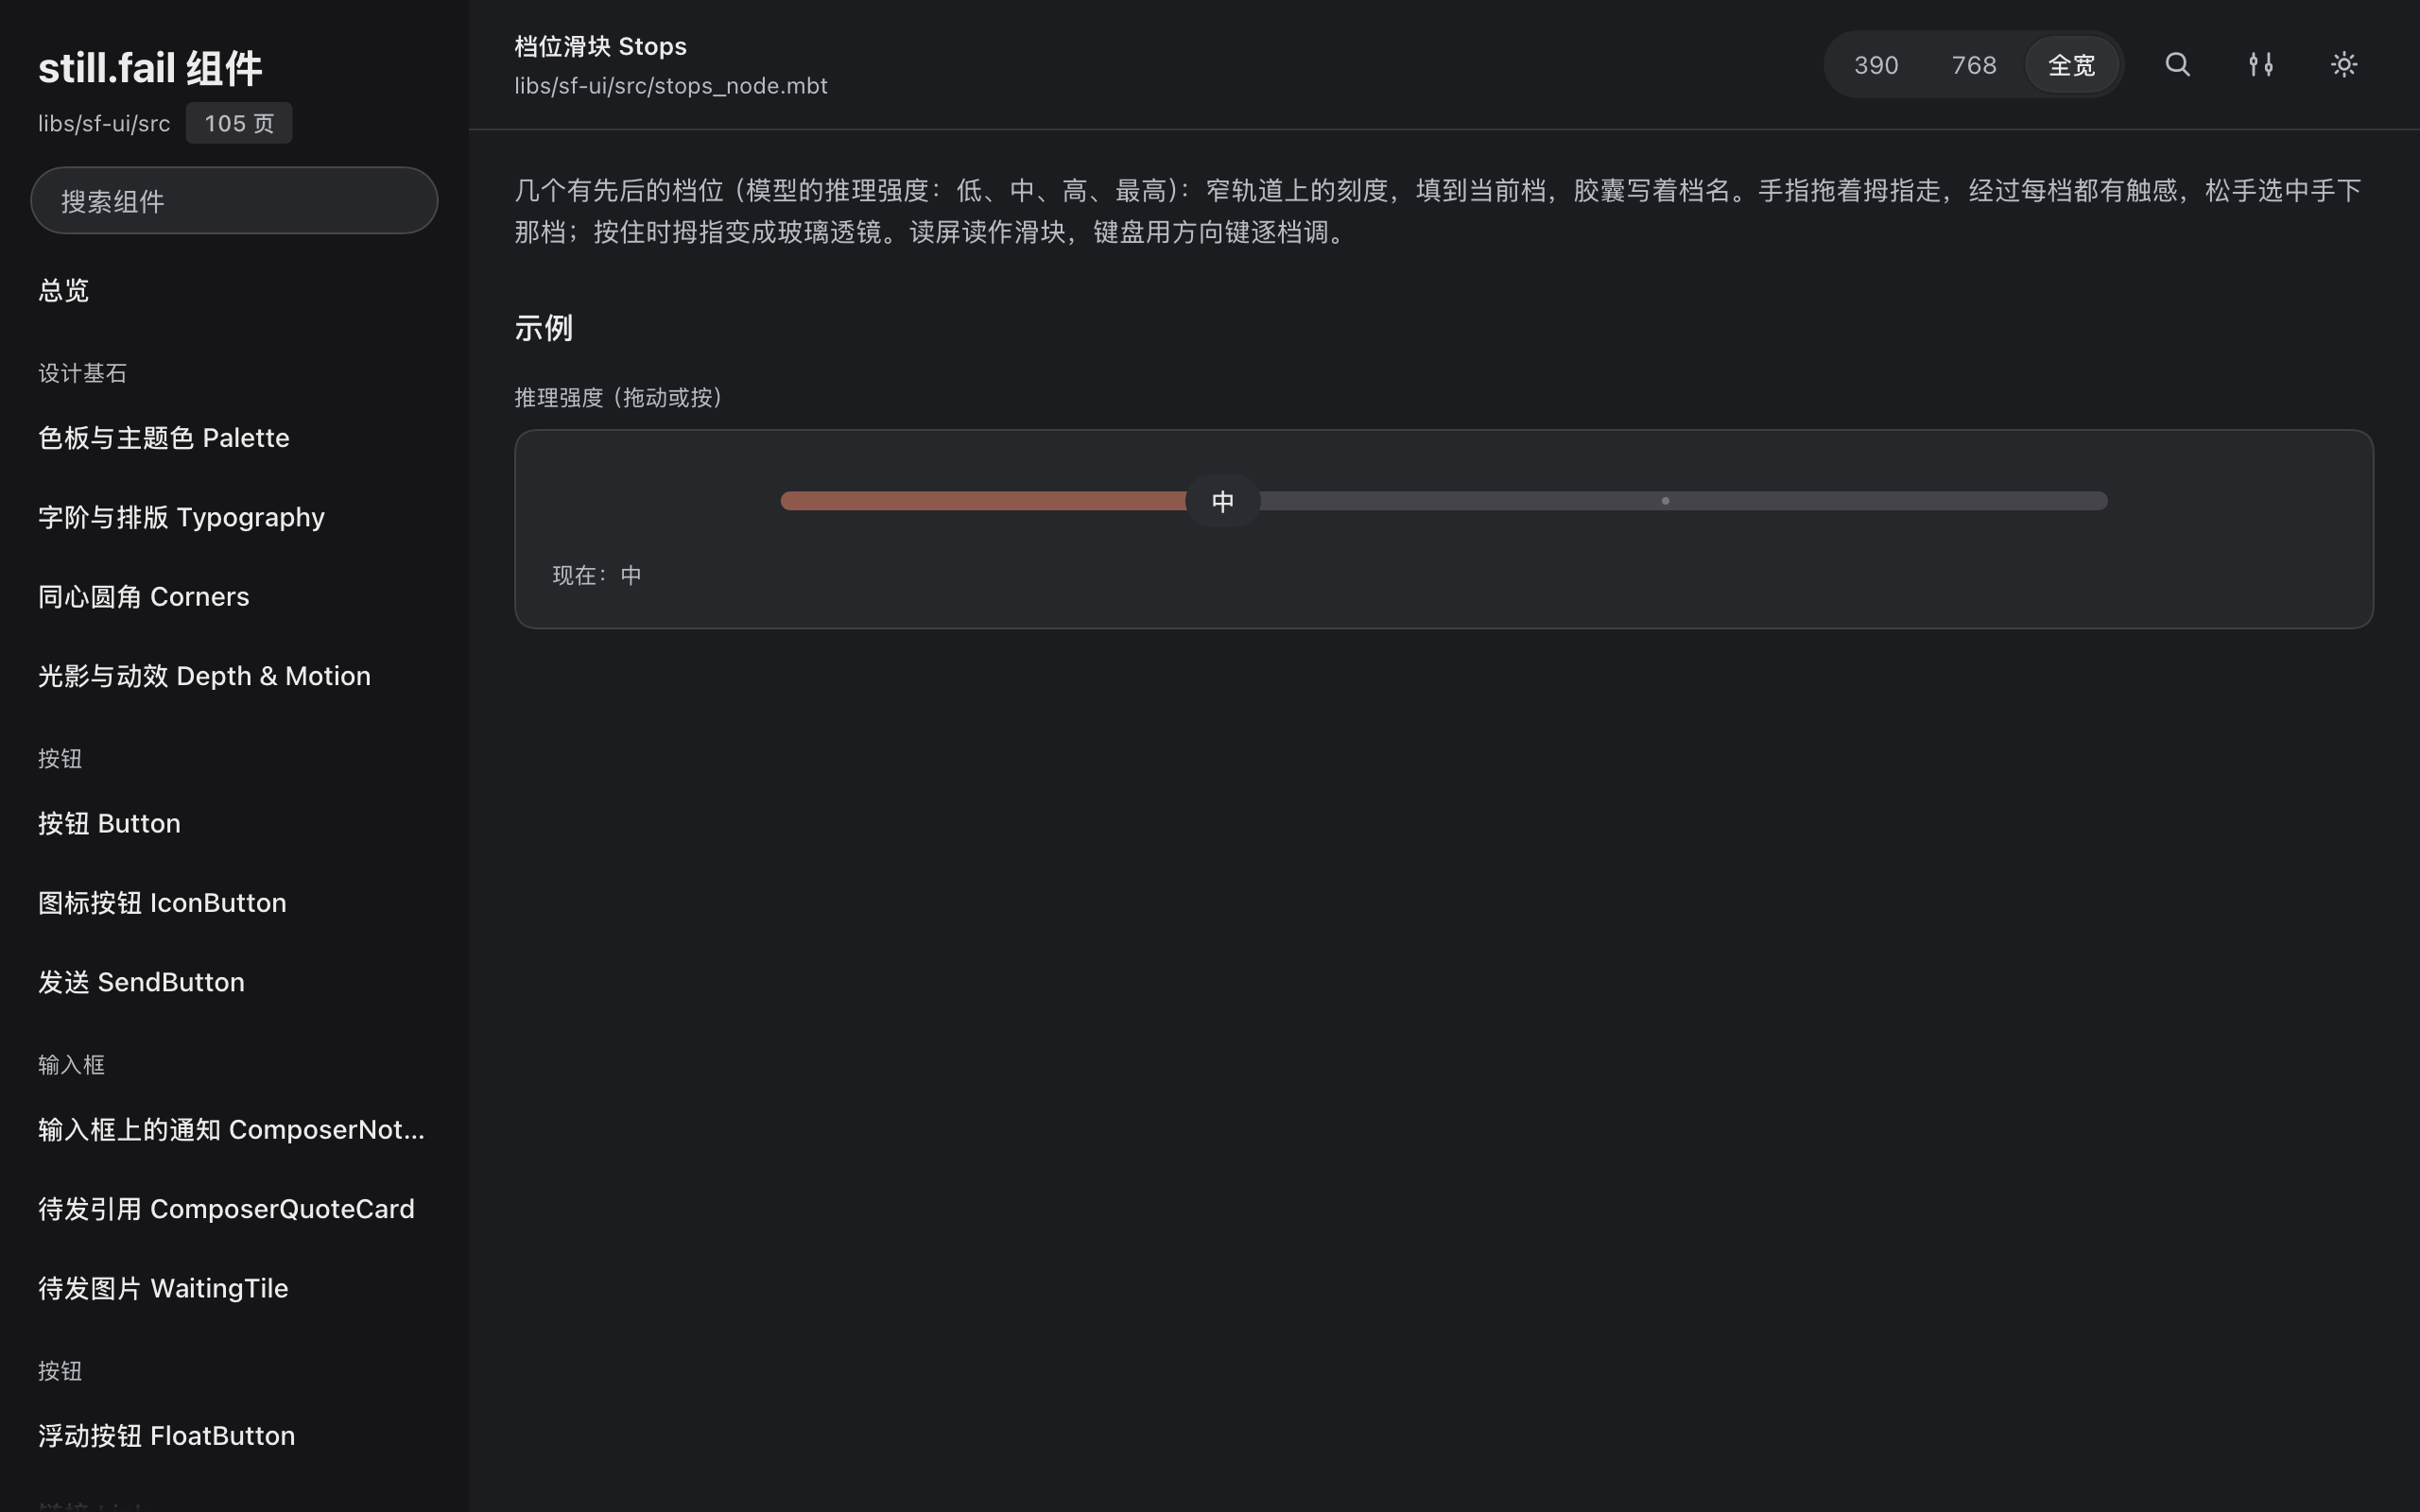 still.fail 组件
libs/sf-ui/src
105 页
搜索组件
总览
设计基石
色板与主题色 Palette
字阶与排版 Typography
同心圆角 Corners
光影与动效 Depth & Motion
按钮
按钮 Button
图标按钮 IconButton
发送 SendButton
输入框
输入框上的通知 ComposerNot...
待发引用 ComposerQuoteCard
待发图片 WaitingTile
按钮
浮动按钮 FloatButton
档位滑块 Stops
libs/sf-ui/src/stops_node.mbt
390
768
全宽
几个有先后的档位（模型的推理强度：低、中、高、最高）：窄轨道上的刻度，填到当前档，胶囊写着档名。手指拖着拇指走，经过每档都有触感，松手选中手下
那档；按住时拇指变成玻璃透镜。读屏读作滑块，键盘用方向键逐档调。
示例
推理强度（拖动或按）
中
现在：中